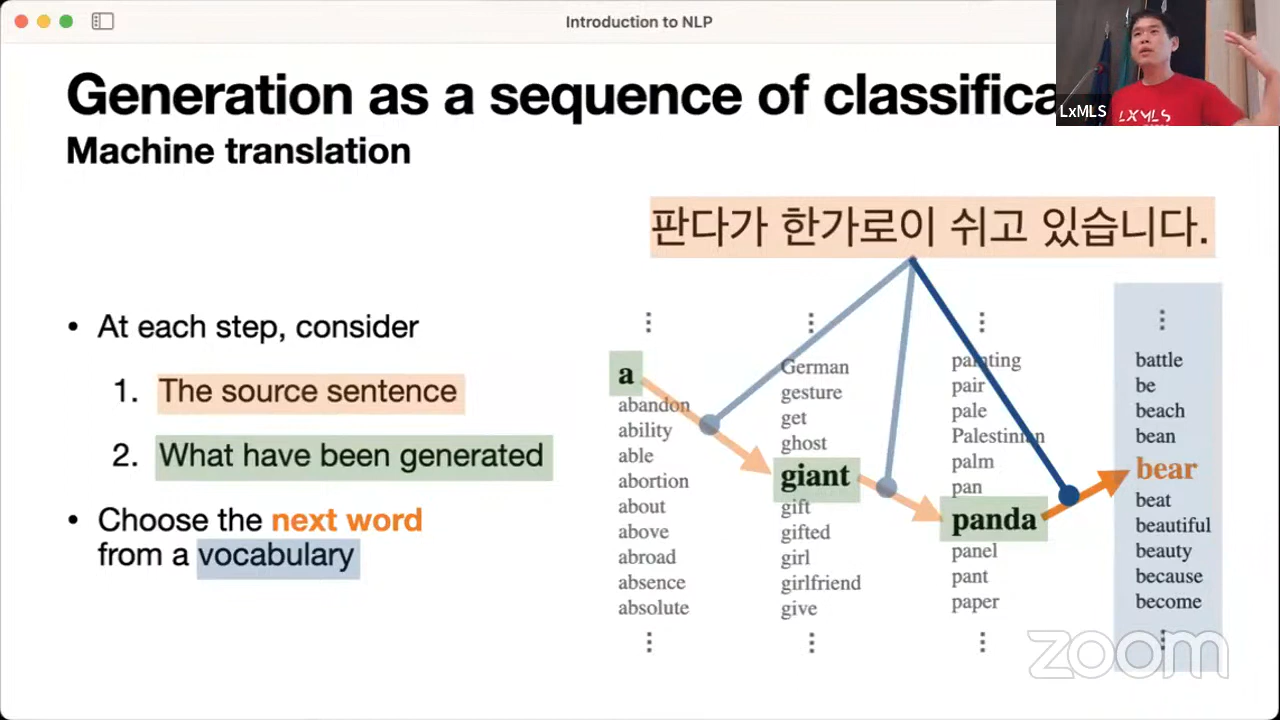 Introduction to NLP
LxMLS
LXMLS
Generation as a sequence of classifica
Machine translation
판다가 한가로이 쉬고 있습니다.
• At each step, consider
1. The source sentence
2. What have been generated
• Choose the next word
from a vocabulary
⋮
a
abandon
ability
able
abortion
about
above
abroad
absence
absolute
⋮
⋮
German
gesture
get
ghost
giant
gift
gifted
girl
girlfriend
give
⋮
⋮
painting
pair
pale
Palestinian
palm
pan
panda
panel
pant
paper
⋮
⋮
battle
be
beach
bean
bear
beat
beautiful
beauty
because
become
⋮
zoom